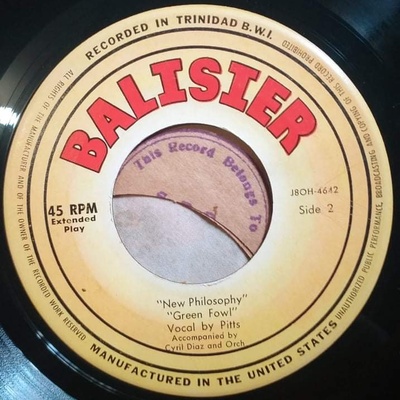 RECORDED IN TRINIDAD B.W.I.
BALISIER
This Record Belongs To
J8OH-4642
Side 2
45 RPM
Extended
Play
"New Philosophy"
"Green Fowl"
Vocal by Pitts
Accompanied by
Cyril Diaz and Orch
MANUFACTURED IN THE UNITED STATES
ALL RIGHTS OF THE MANUFACTURER AND OF THE OWNER OF THE RECORDED WORK RESERVED
UNAUTHORIZED PUBLIC PERFORMANCE, BROADCASTING AND COPYING OF THIS RECORD PROHIBITED